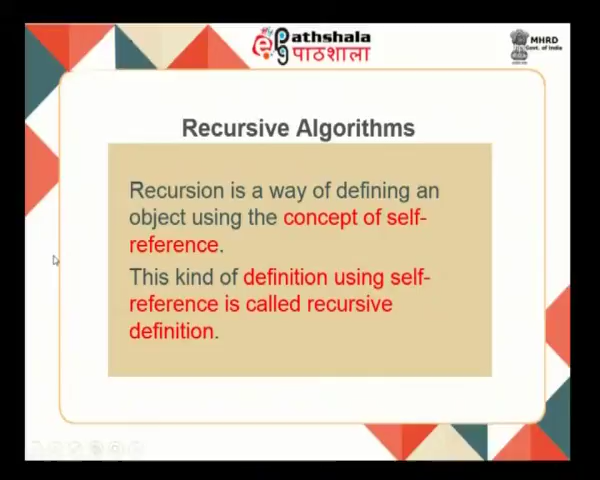 Pathshala
पाठशाला
MHRD
Govt. of India
Recursive Algorithms
Recursion is a way of defining an
object using the concept of self-
reference.
This kind of definition using self-
reference is called recursive
definition.